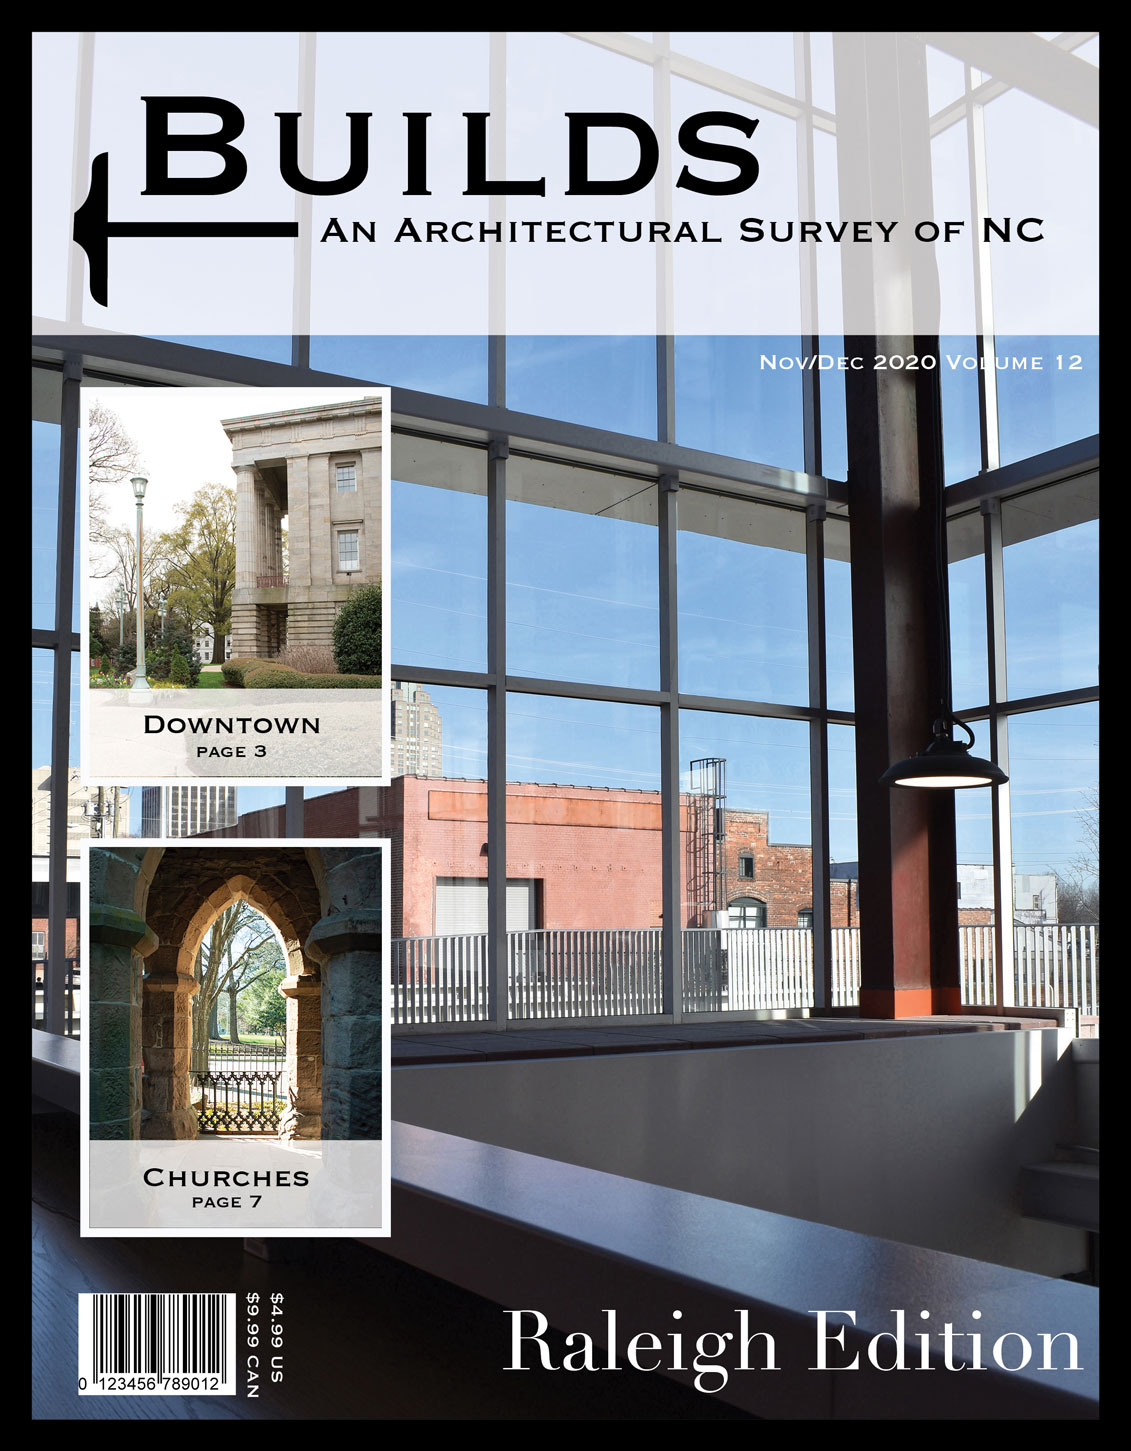 Builds
An Architectural Survey of NC
Nov/Dec 2020 Volume 12
Downtown
page 3
Churches
page 7
$4.99 US
$9.99 CAN
0 123456 789012
Raleigh Edition